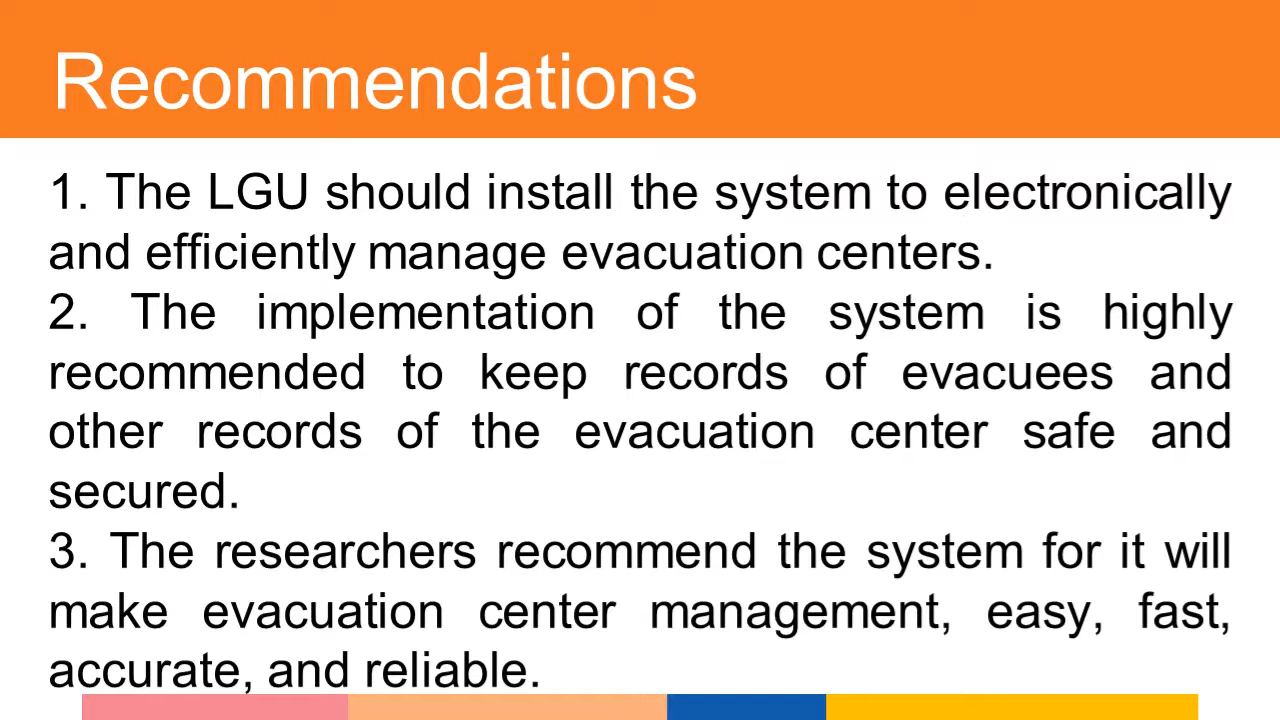 Recommendations
1. The LGU should install the system to electronically
and efficiently manage evacuation centers.
2. The implementation of the system is highly
recommended to keep records of evacuees and
other records of the evacuation center safe and
secured.
3. The researchers recommend the system for it will
make evacuation center management, easy, fast,
accurate, and reliable.